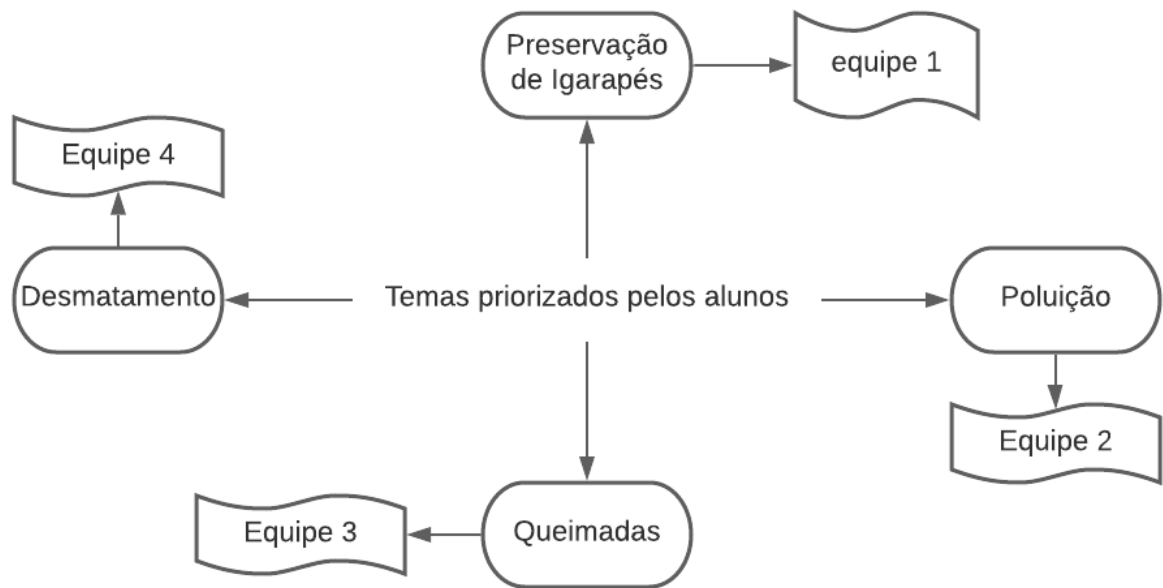 Preservação
de Igarapés
equipe 1
Equipe 4
Desmatamento
Temas priorizados pelos alunos
Poluição
Equipe 2
Equipe 3
Queimadas